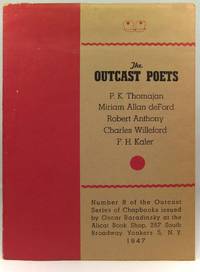 The
OUTCAST POETS
P. K. Thomajan
Miriam Allan deFord
Robert Anthony
Charles Willeford
F. H. Kaler
Number 8 of the Outcast
Series of Chapbooks issued
by Oscar Baradinsky at the
Alicat Book Shop, 287 South
Broadway, Yonkers 5, N. Y.
1947